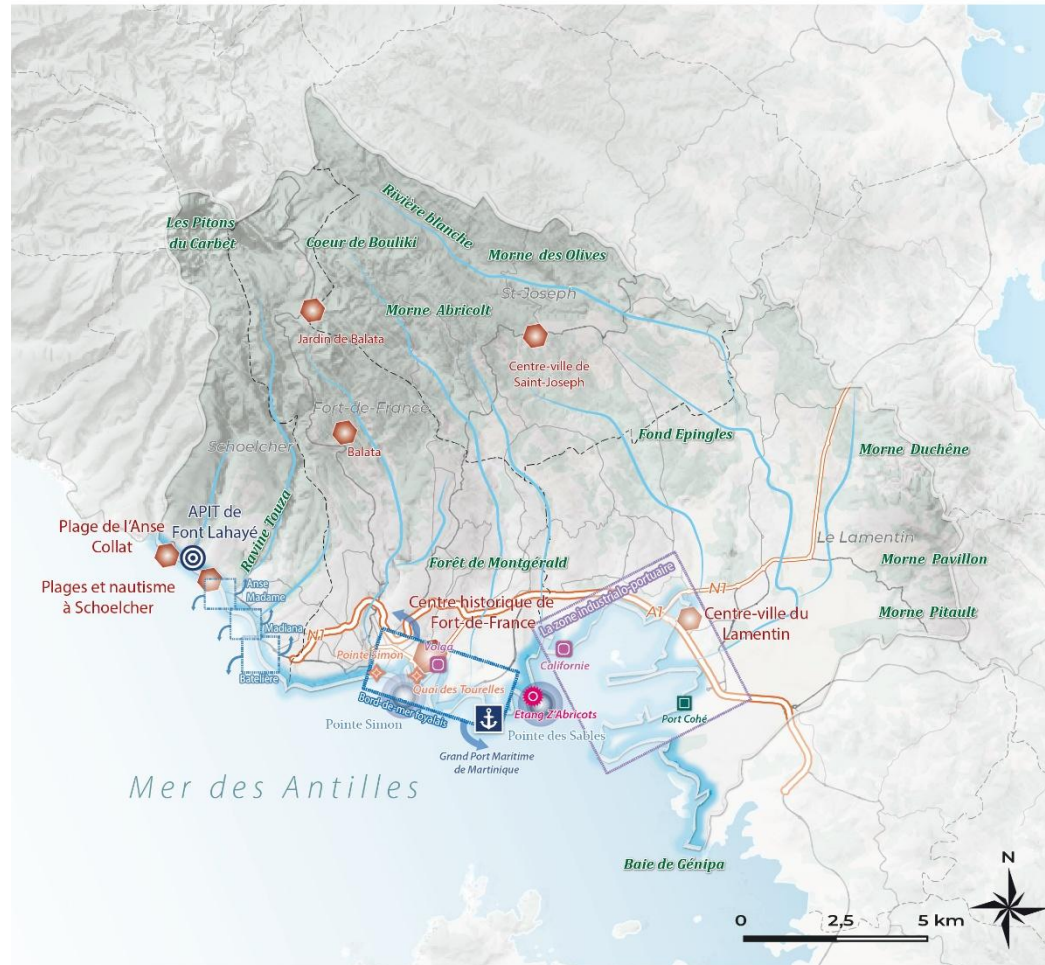 Rivière blanche
Les Pitons
du Carbet
Coeur de Bouliki
Morne des Olives
St-Joseph
Morne Abricolt
Jardin de Balata
Centre-ville de
Saint-Joseph
Fort-de-France
Balata
Fond Epingles
Schoelcher
Morne Duchêne
Ravine Touza
APIT de
Font Lahayé
Plage de l'Anse
Collat
Le Lamentin
Plages et nautisme
à Schoelcher
Forêt de Montgérald
Morne Pavillon
Anse
Madame
Centre historique de
Fort-de-France
La zone industrialo-portuaire
N1
A1
Centre-ville du
Lamentin
Morne Pitault
Madiana
N1
Volga
Pointe Simon
Californie
Batelière
Quai des Tourelles
Bord-de-mer foyalais
Etang Z'Abricots
Port Cohé
Pointe Simon
Pointe des Sables
Grand Port Maritime
de Martinique
Mer des Antilles
Baie de Génipa
N
0 2,5 5 km